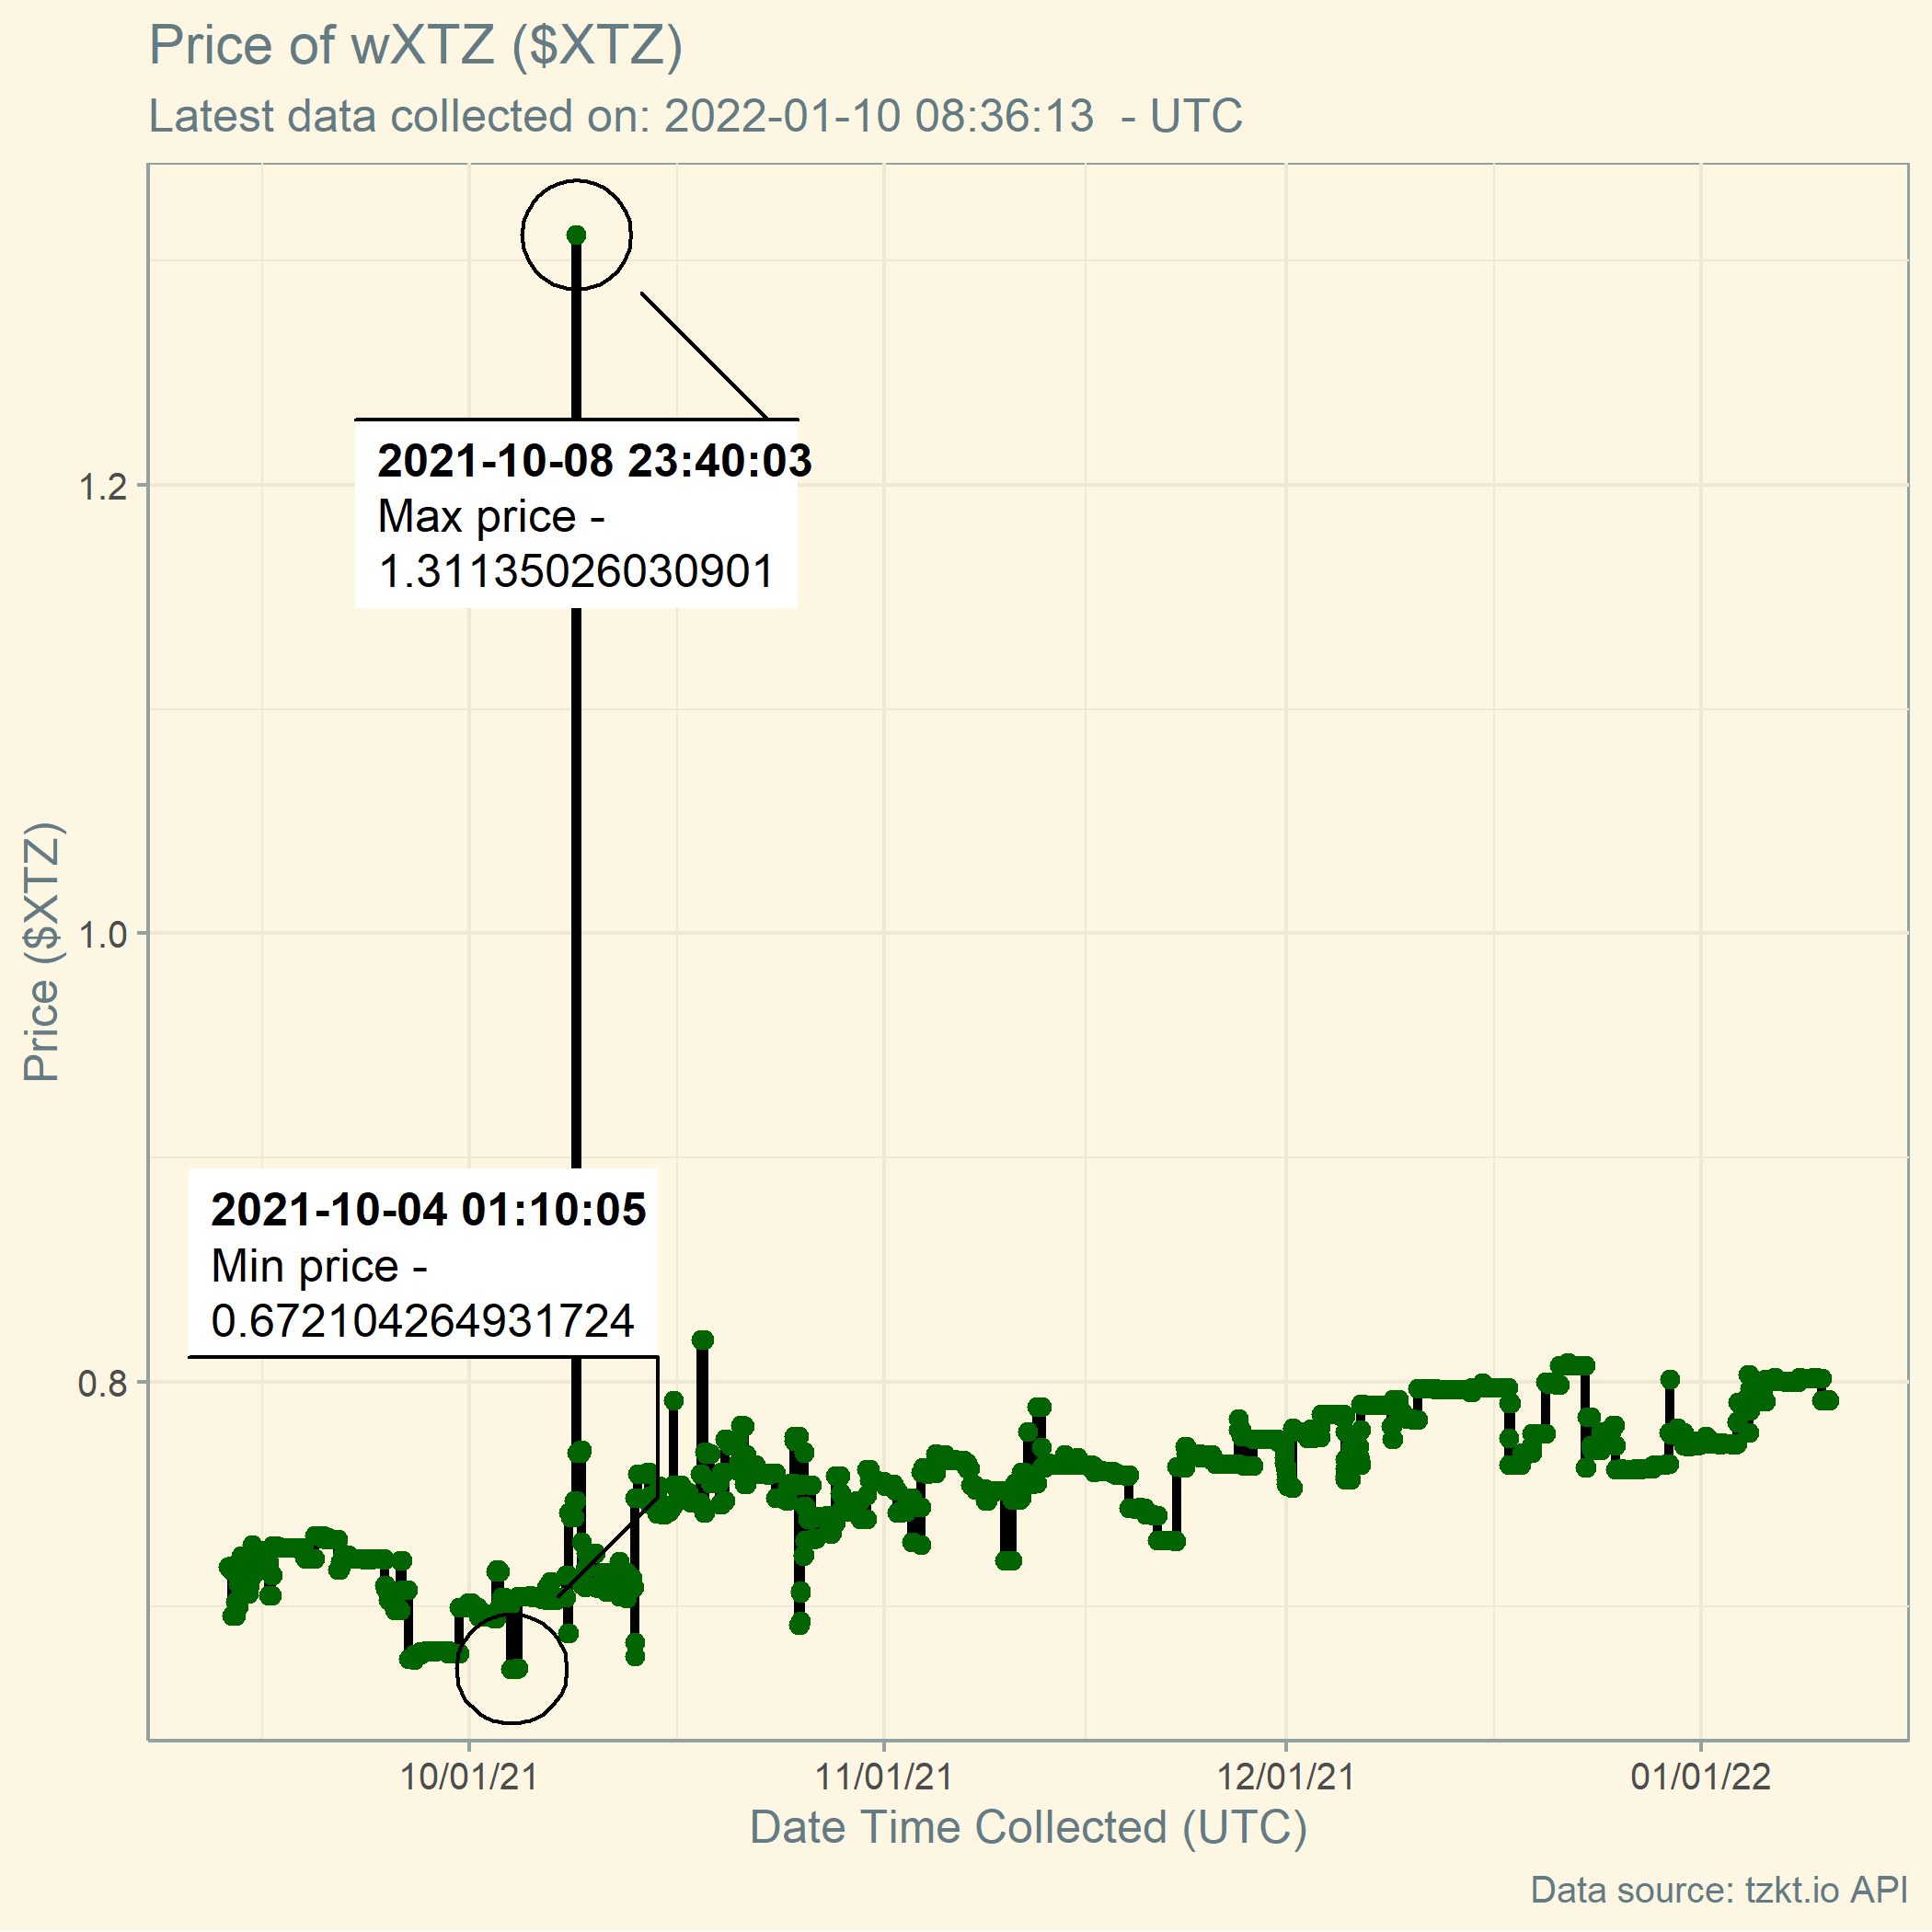 Price of wXTZ ($XTZ)
Latest data collected on: 2022-01-10 08:36:13  - UTC
2021-10-08 23:40:03
Max price -
1.31135026030901
1.2
1.0
0.8
Price ($XTZ)
2021-10-04 01:10:05
Min price -
0.672104264931724
10/01/21
11/01/21
12/01/21
01/01/22
Date Time Collected (UTC)
Data source: tzkt.io API